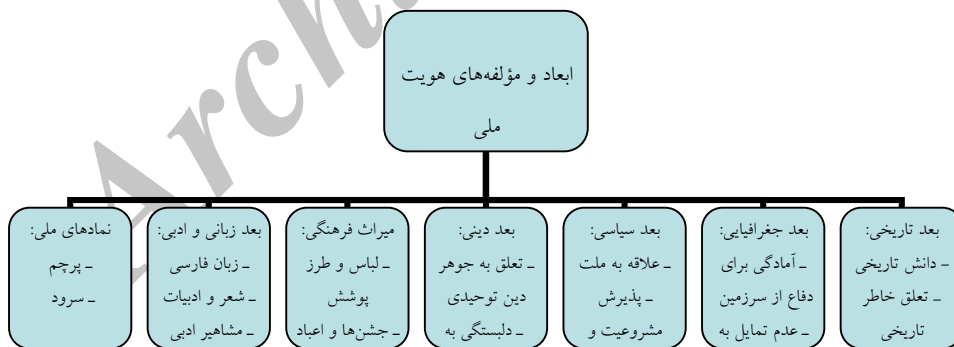 ابعاد و مؤلفه‌های هویت
ملی
بعد تاریخی:
- دانش تاریخی
ـ تعلق خاطر
تاریخی
بعد جغرافیایی:
ـ آمادگی برای
دفاع از سرزمین
ـ عدم تمایل به
بعد سیاسی:
ـ علاقه به ملت
ـ پذیرش
مشروعیت و
بعد دینی:
ـ تعلق به جوهر
دین توحیدی
ـ دلبستگی به
میراث فرهنگی:
ـ لباس و طرز
پوشش
ـ جشن‌ها و اعیاد
بعد زبانی و ادبی:
ـ زبان فارسی
ـ شعر و ادبیات
ـ مشاهیر ادبی
نمادهای ملی:
ـ پرچم
ـ سرود